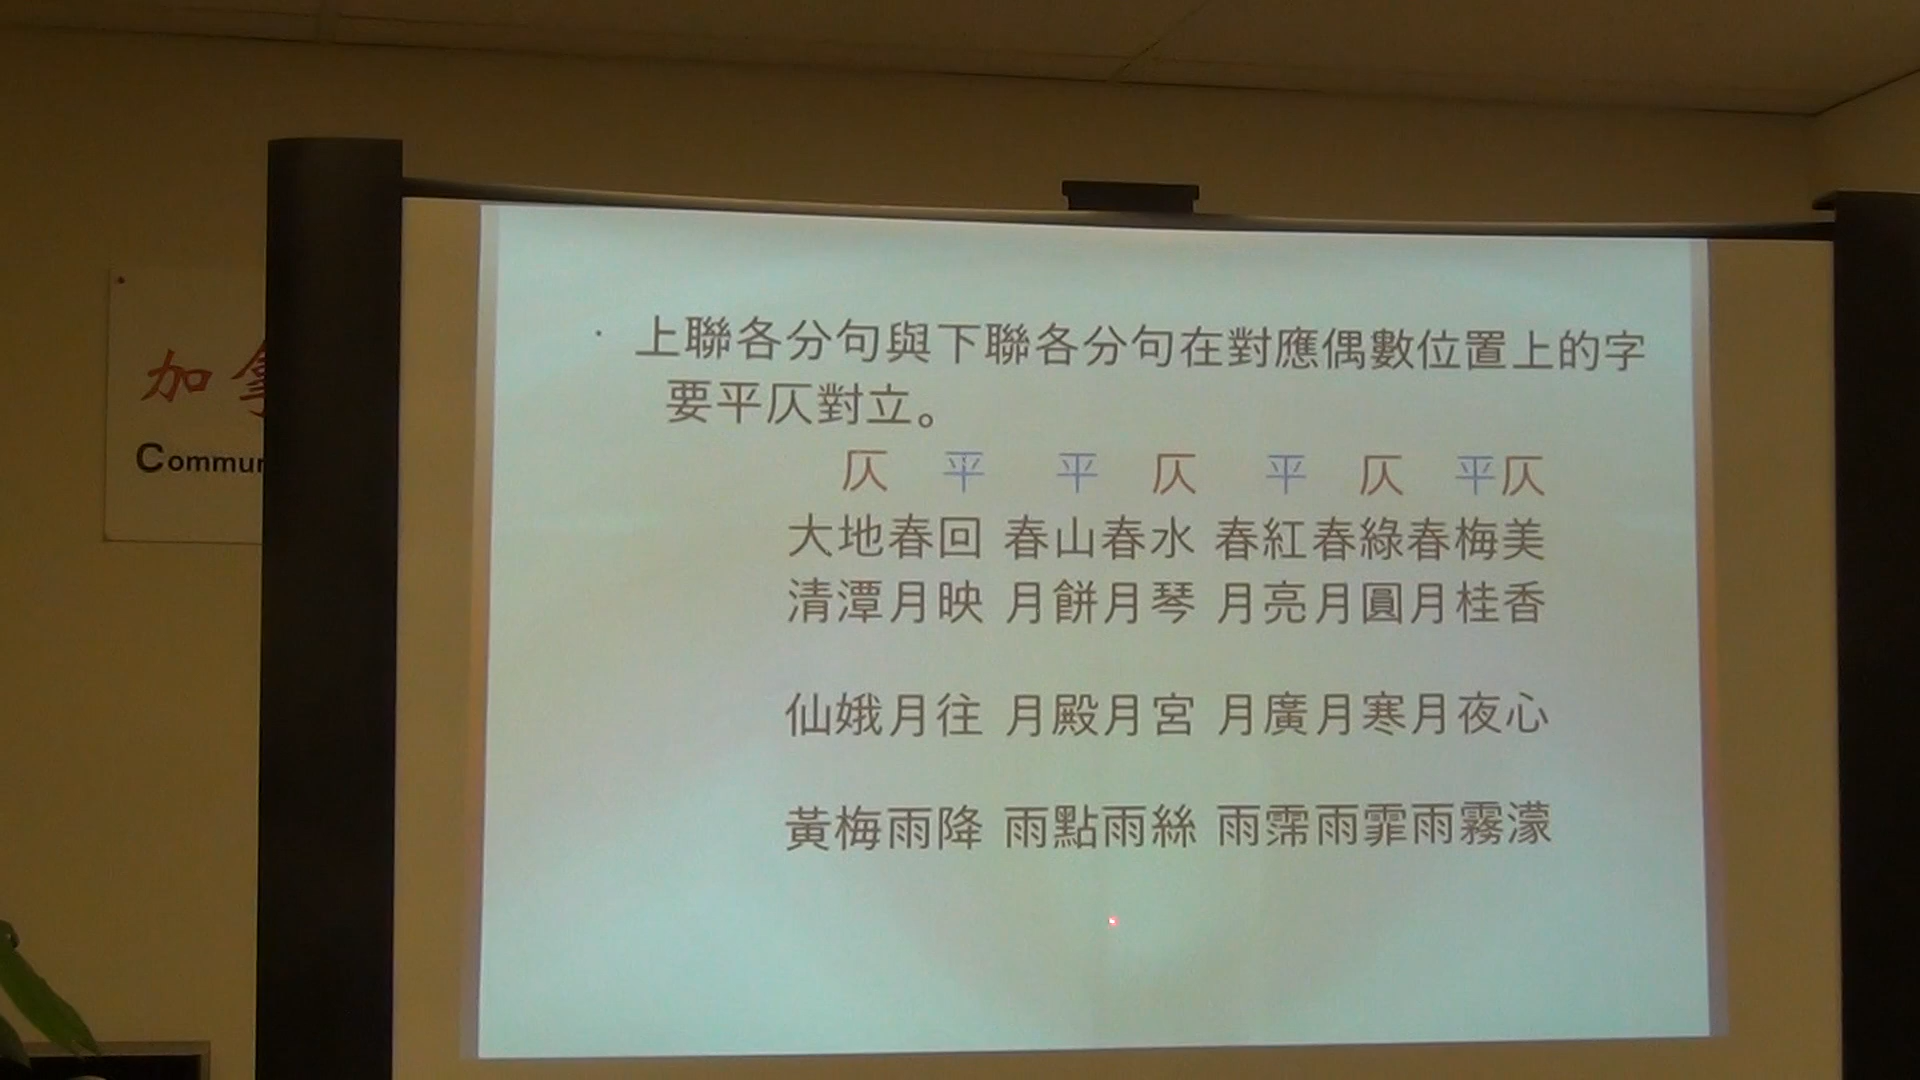 上聯各分句與下聯各分句在對應偶數位置上的字
要平仄對立。
仄 平 平 仄 平 仄 平仄
大地春回 春山春水 春紅春綠春梅美
清潭月映 月餅月琴 月亮月圓月桂香
仙娥月往 月殿月宮 月廣月寒月夜心
黃梅雨降 雨點雨絲 雨霈雨霏雨霧濛
加拿
Commun